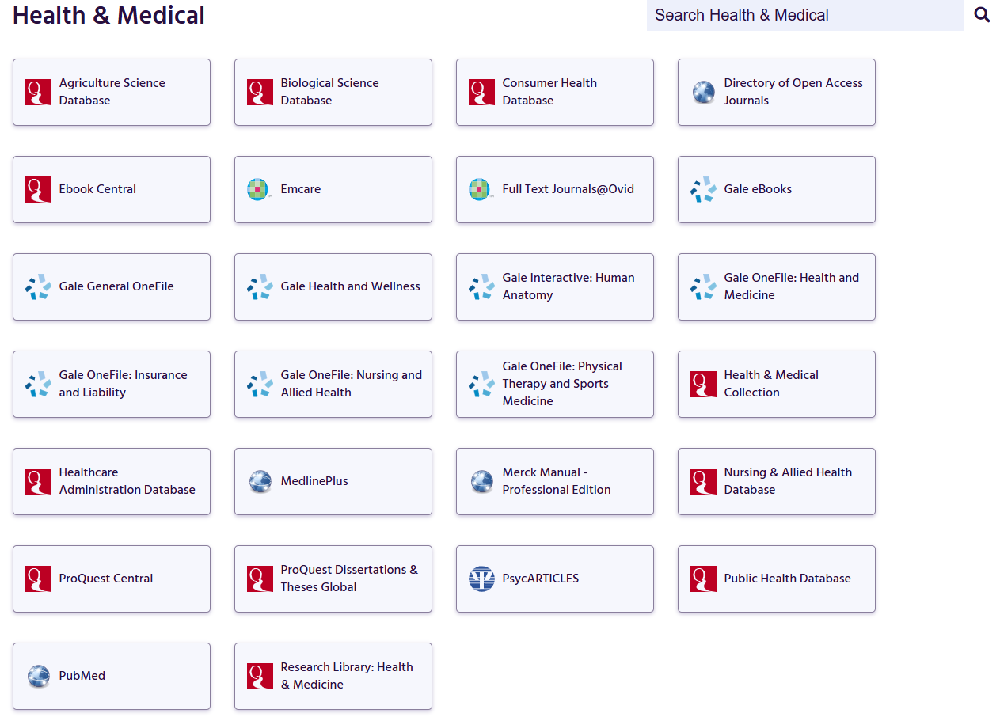 Health & Medical
Search Health & Medical
Agriculture Science
Database
Biological Science
Database
Consumer Health
Database
Directory of Open Access
Journals
Ebook Central
Emcare
Full Text Journals@Ovid
Gale eBooks
Gale General OneFile
Gale Health and Wellness
Gale Interactive: Human
Anatomy
Gale OneFile: Health and
Medicine
Gale OneFile: Insurance
and Liability
Gale OneFile: Nursing and
Allied Health
Gale OneFile: Physical
Therapy and Sports
Medicine
Health & Medical
Collection
Healthcare
Administration Database
MedlinePlus
Merck Manual -
Professional Edition
Nursing & Allied Health
Database
ProQuest Central
ProQuest Dissertations &
Theses Global
PsycARTICLES
Public Health Database
PubMed
Research Library: Health
& Medicine